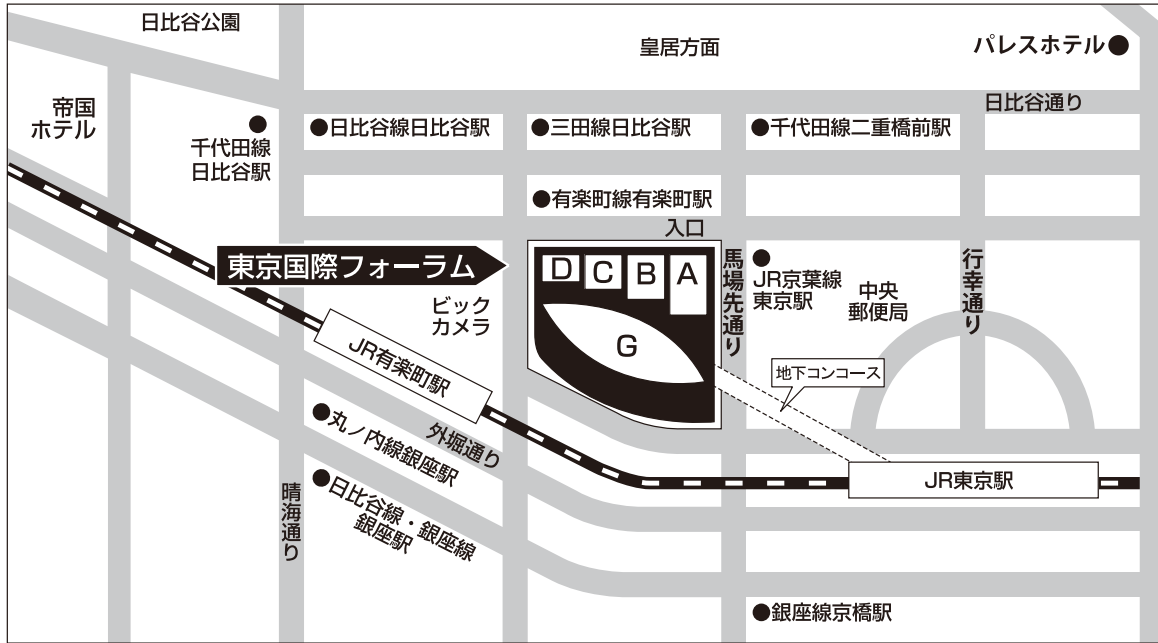 日比谷公園
皇居方面
パレスホテル
日比谷通り
帝国
ホテル
千代田線
日比谷駅
日比谷線日比谷駅
三田線日比谷駅
千代田線二重橋前駅
有楽町線有楽町駅
入口
東京国際フォーラム
D
C
B
A
G
馬場先通り
JR京葉線
東京駅
中央
郵便局
行幸通り
ビック
カメラ
JR有楽町駅
地下コンコース
丸ノ内線銀座駅
外堀通り
JR東京駅
晴海通り
日比谷線・銀座線
銀座駅
銀座線京橋駅